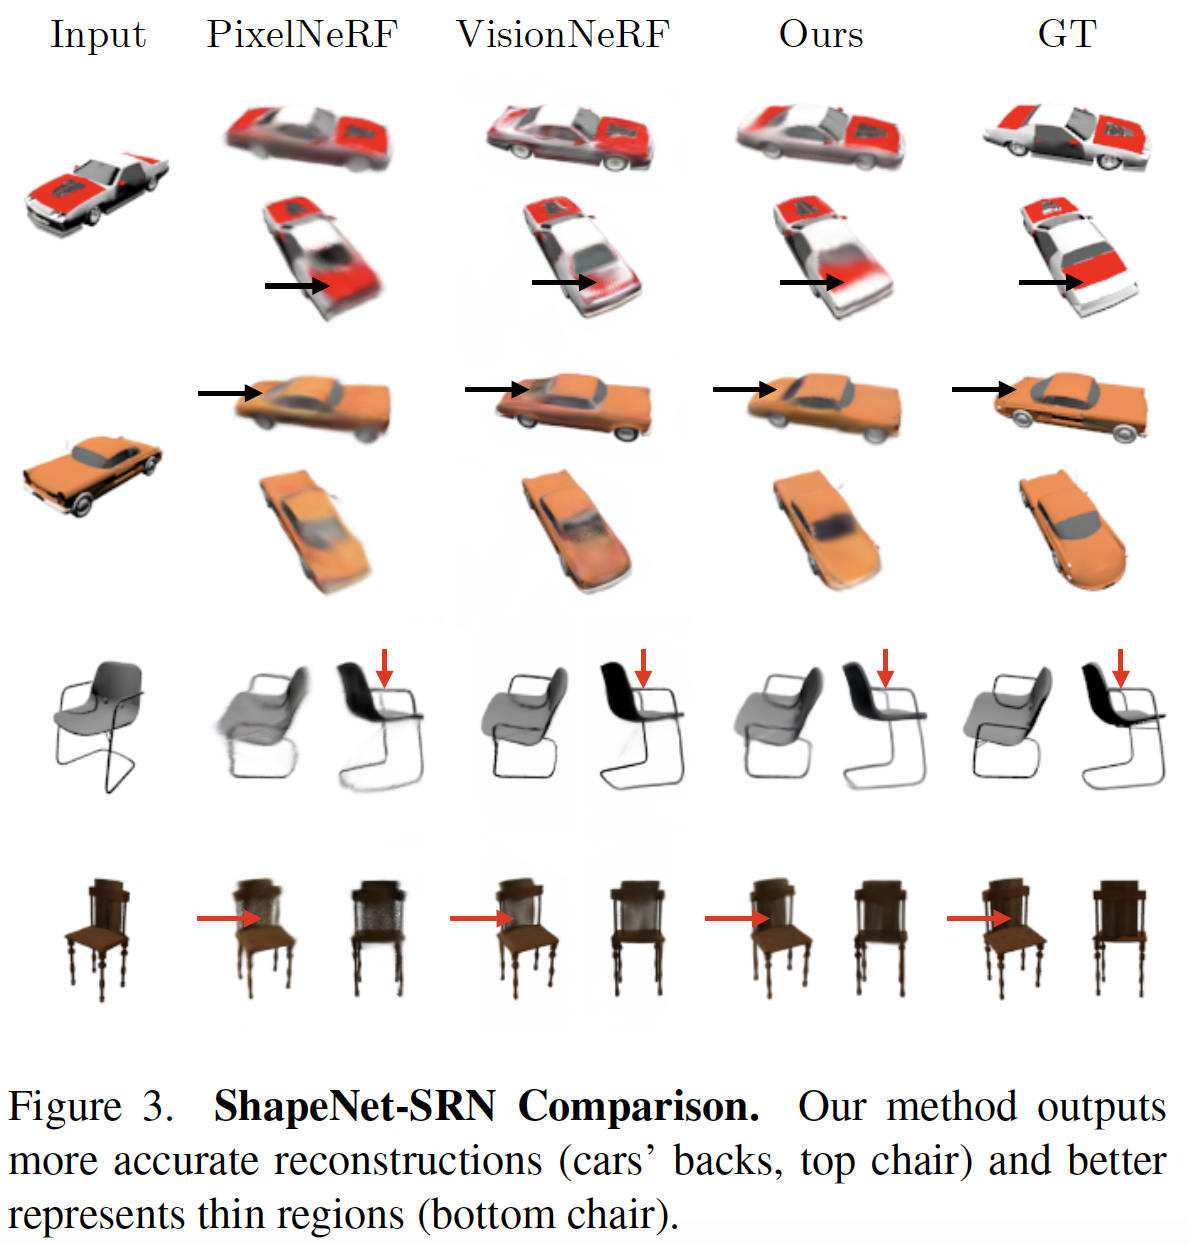 Input PixelNeRF VisionNeRF Ours GT
Figure 3. ShapeNet-SRN Comparison. Our method outputs
more accurate reconstructions (cars’ backs, top chair) and better
represents thin regions (bottom chair).